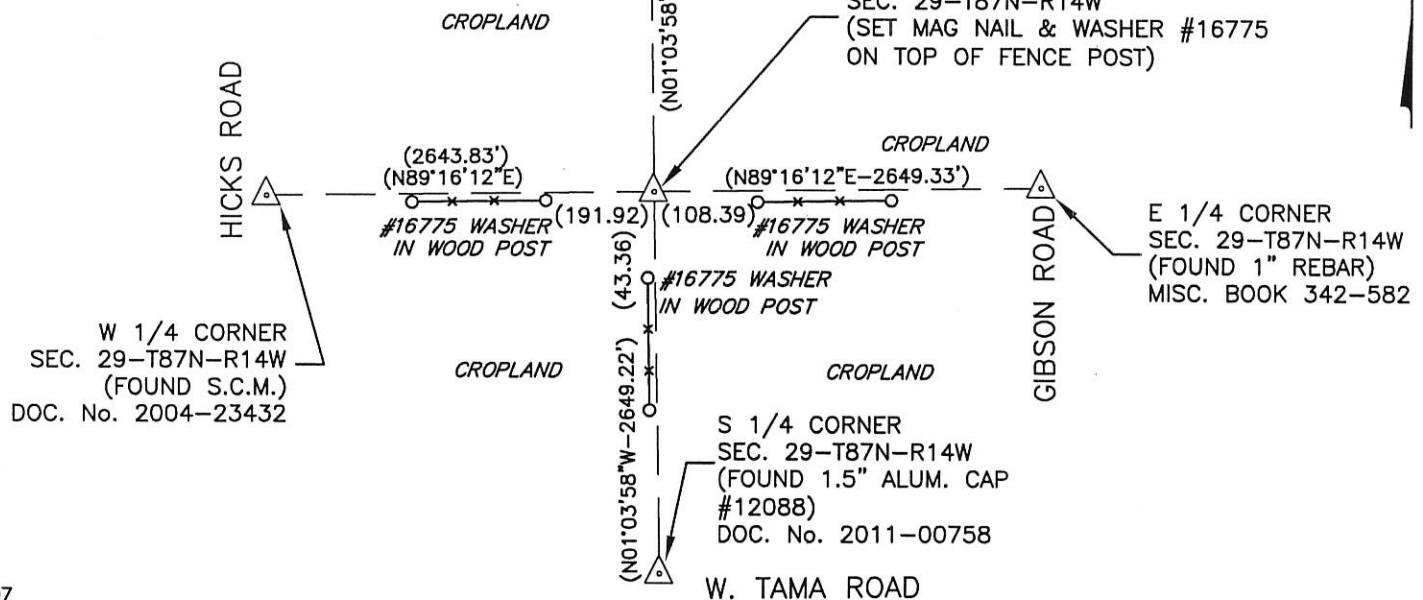 SEC. 29-T87N-R14W
(SET MAG NAIL & WASHER #16775
ON TOP OF FENCE POST)
CROPLAND
(N01°03'58"
HICKS ROAD
CROPLAND
(2643.83')
(N89°16'12"E)
(N89°16'12"E-2649.33')
(191.92)
(108.39)
#16775 WASHER
IN WOOD POST
#16775 WASHER
IN WOOD POST
(43.36)
#16775 WASHER
IN WOOD POST
GIBSON ROAD
E 1/4 CORNER
SEC. 29-T87N-R14W
(FOUND 1" REBAR)
MISC. BOOK 342-582
W 1/4 CORNER
SEC. 29-T87N-R14W
(FOUND S.C.M.)
DOC. No. 2004-23432
CROPLAND
CROPLAND
(N01°03'58"W-2649.22')
S 1/4 CORNER
SEC. 29-T87N-R14W
(FOUND 1.5" ALUM. CAP
#12088)
DOC. No. 2011-00758
W. TAMA ROAD